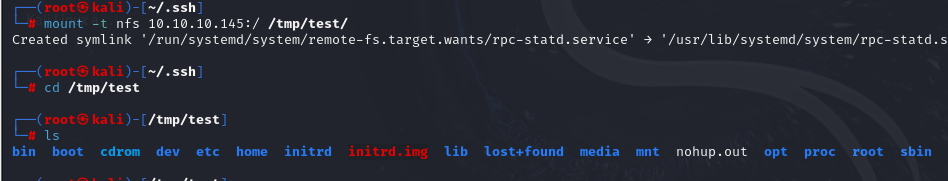 ┌──(root㉿kali)-[~/.ssh]
└─# mount -t nfs 10.10.10.145:/ /tmp/test/
Created symlink '/run/systemd/system/remote-fs.target.wants/rpc-statd.service' → '/usr/lib/systemd/system/rpc-statd.s
┌──(root㉿kali)-[~/.ssh]
└─# cd /tmp/test
┌──(root㉿kali)-[/tmp/test]
└─# ls
bin boot cdrom dev etc home initrd initrd.img lib lost+found media mnt nohup.out opt proc root sbin
┌──(root㉿kali)-[/tmp/test]